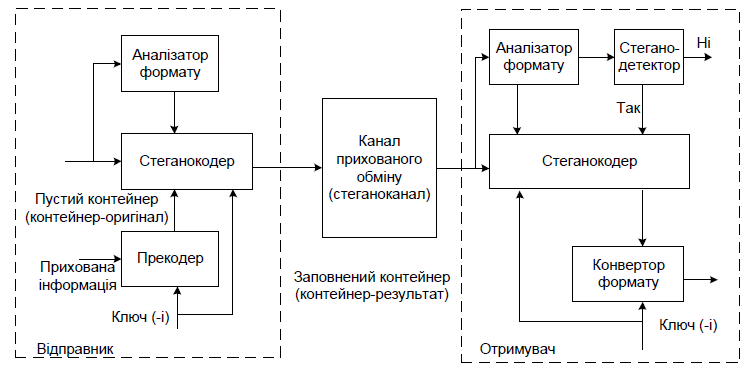 Аналізатор
формату
Стеганокодер
Пустий контейнер
(контейнер-оригінал)
Прекодер
Прихована
інформація
Ключ (-і)
Відправник
Канал
прихованого
обміну
(стеганоканал)
Заповнений контейнер
(контейнер-результат)
Аналізатор
формату
Стегано-
детектор
Ні
Так
Стеганокодер
Конвертор
формату
Ключ (-і)
Отримувач